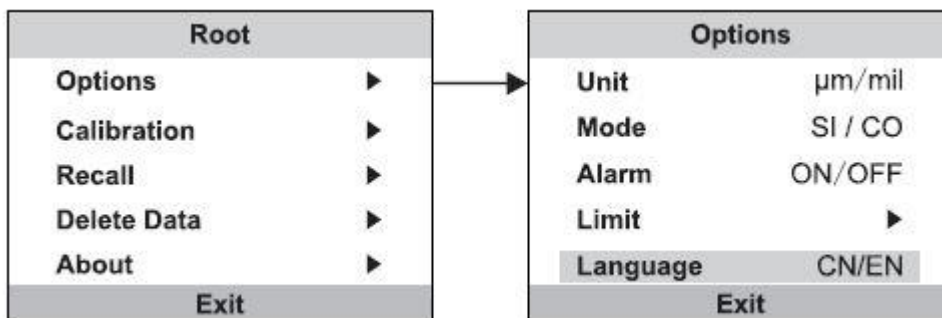 Root
Options ▶
Calibration ▶
Recall ▶
Delete Data ▶
About ▶
Exit
Options
Unit μm/mil
Mode SI / CO
Alarm ON/OFF
Limit ▶
Language CN/EN
Exit